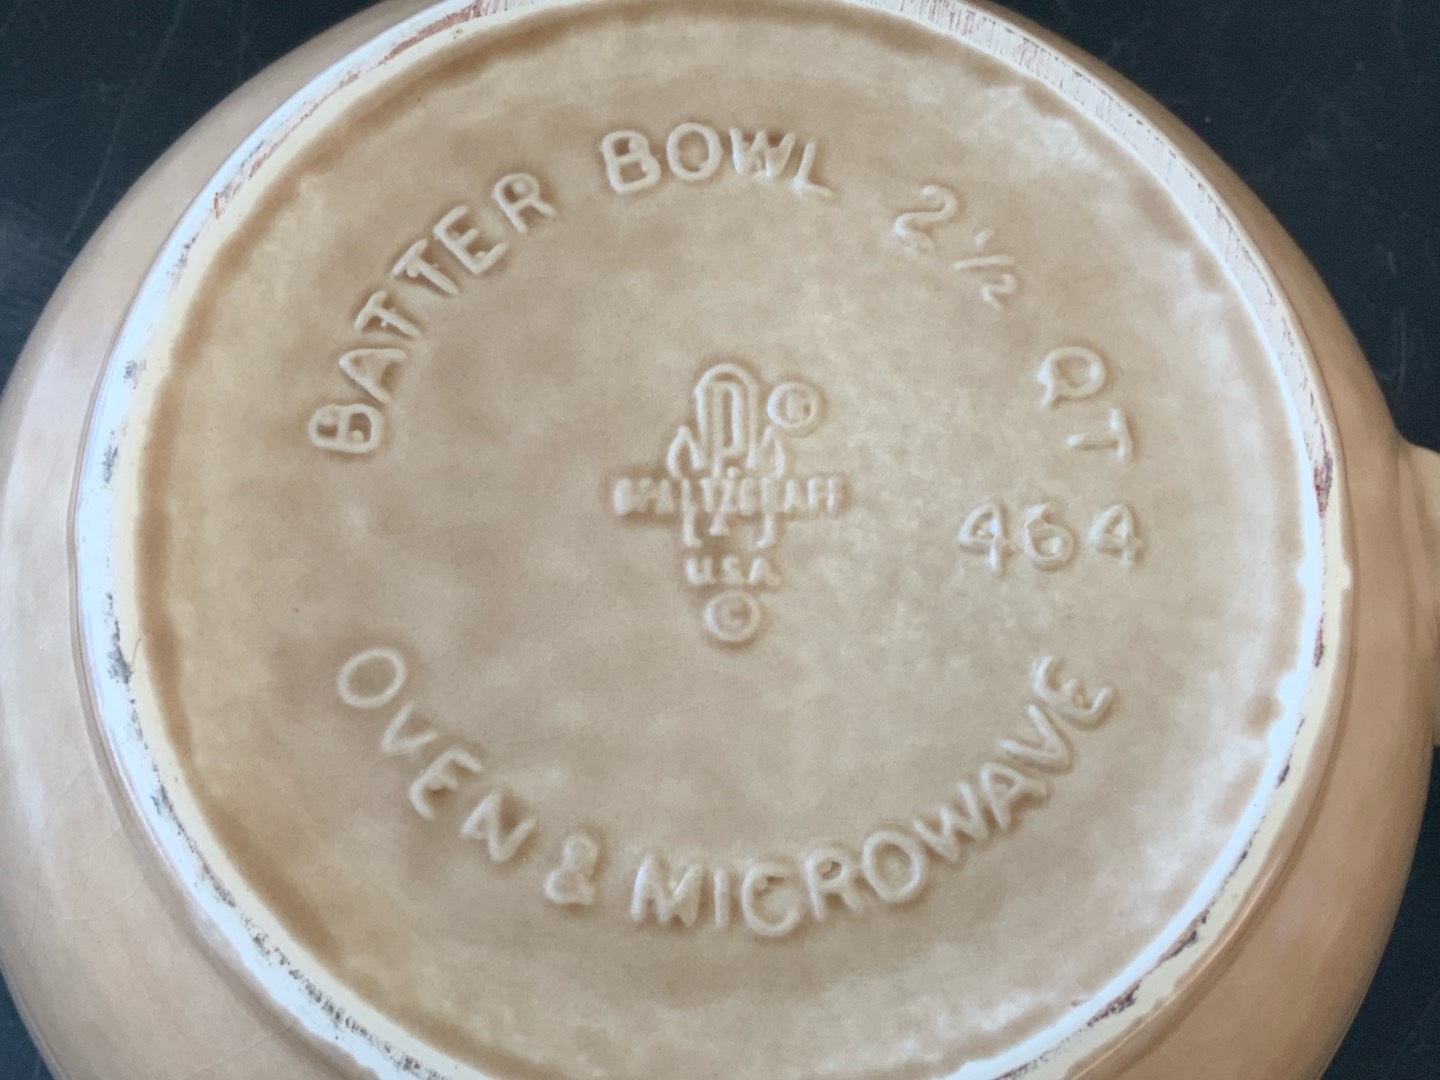 BATTER BOWL 2 1/2 QT
464
P ®
PFALTZGRAFF
U.S.A.
©
OVEN & MICROWAVE